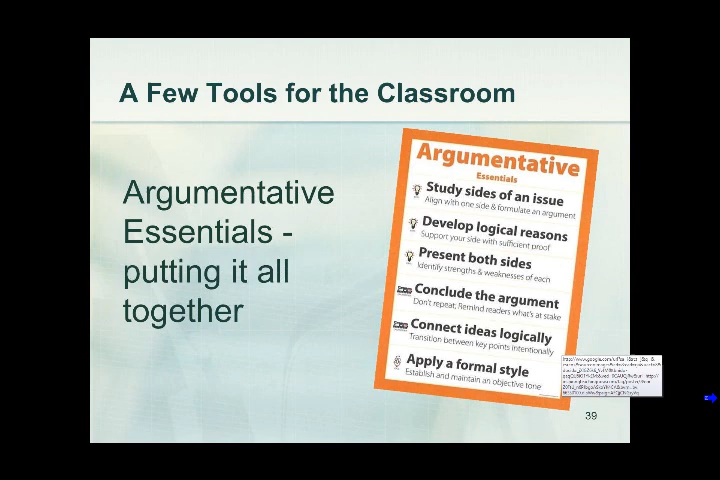 A Few Tools for the Classroom
Argumentative
Essentials -
putting it all
together
Argumentative
Essentials
Study sides of an issue
Align with one side & formulate an argument
Develop logical reasons
Support your side with sufficient proof
Present both sides
Identify strengths & weaknesses of each
Conclude the argument
Don't repeat; Remind readers what's at stake
Connect ideas logically
Transition between key points intentionally
Apply a formal style
Establish and maintain an objective tone
39